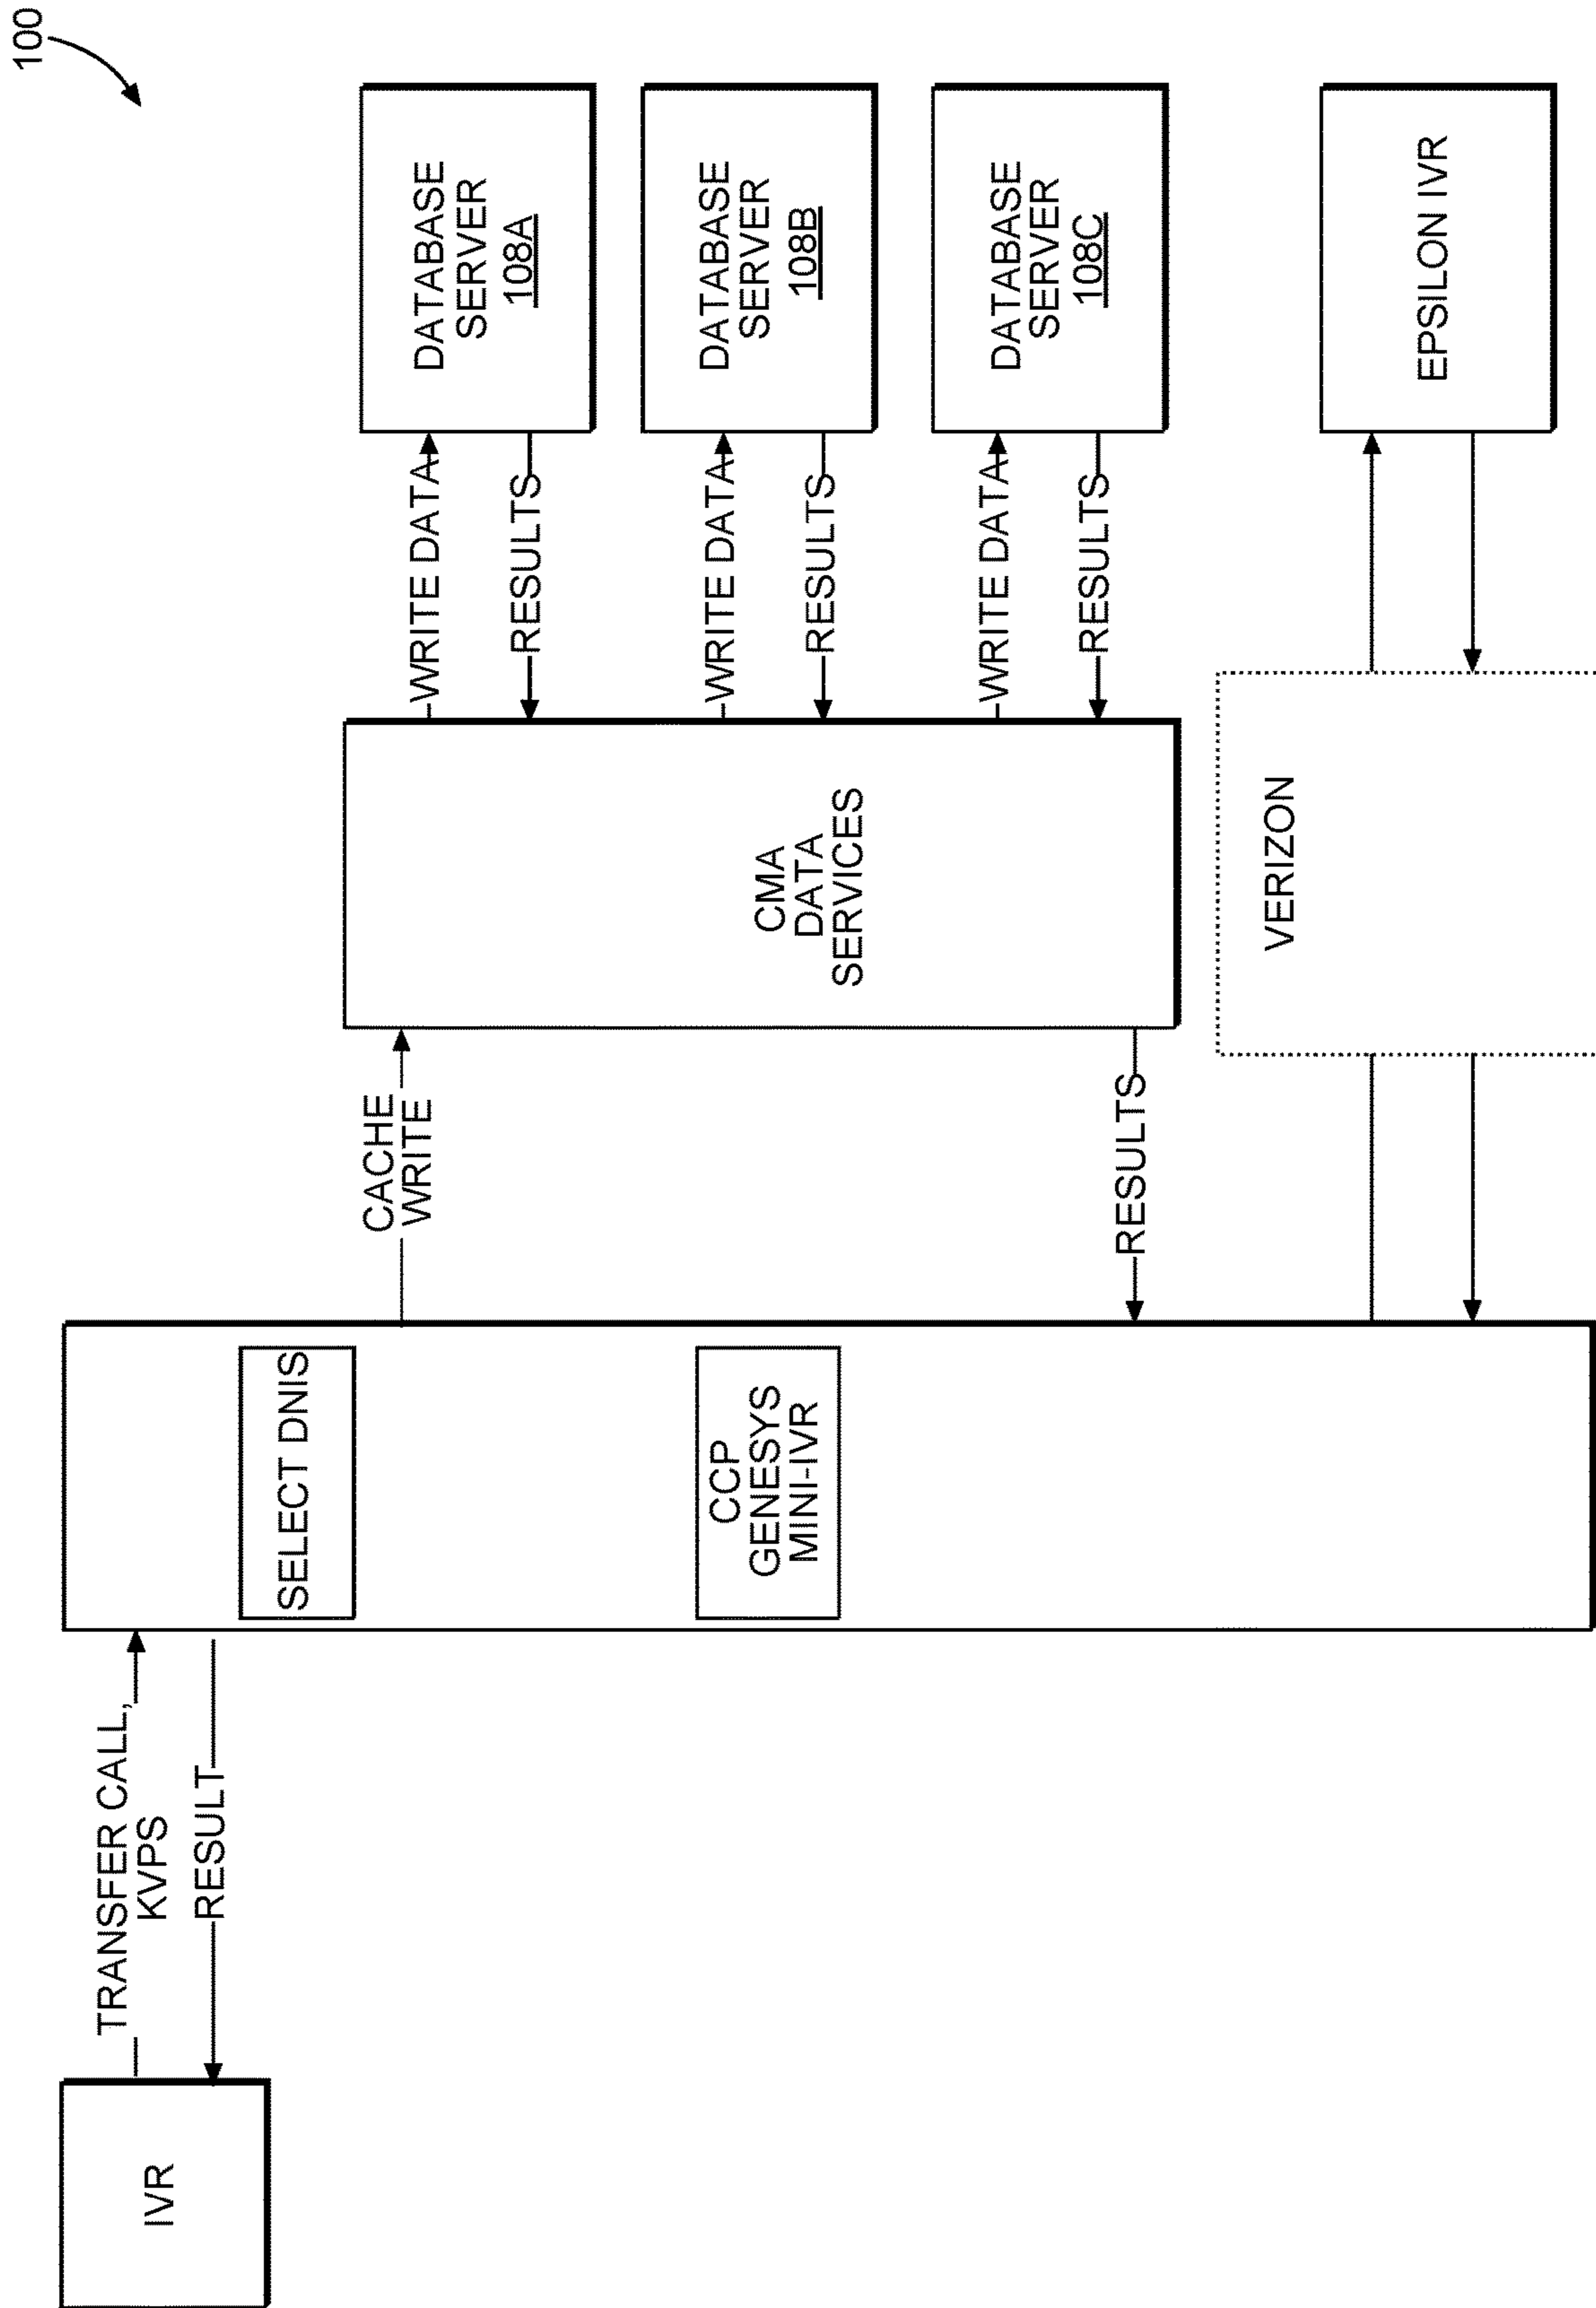 100
IVR
TRANSFER CALL,
KVPS
RESULT
SELECT DNIS
CCP
GENESYS
MINI-IVR
CACHE
WRITE
RESULTS
CMA
DATA
SERVICES
WRITE DATA
RESULTS
WRITE DATA
RESULTS
WRITE DATA
RESULTS
DATABASE
SERVER
108A
DATABASE
SERVER
108B
DATABASE
SERVER
108C
VERIZON
EPSILON IVR